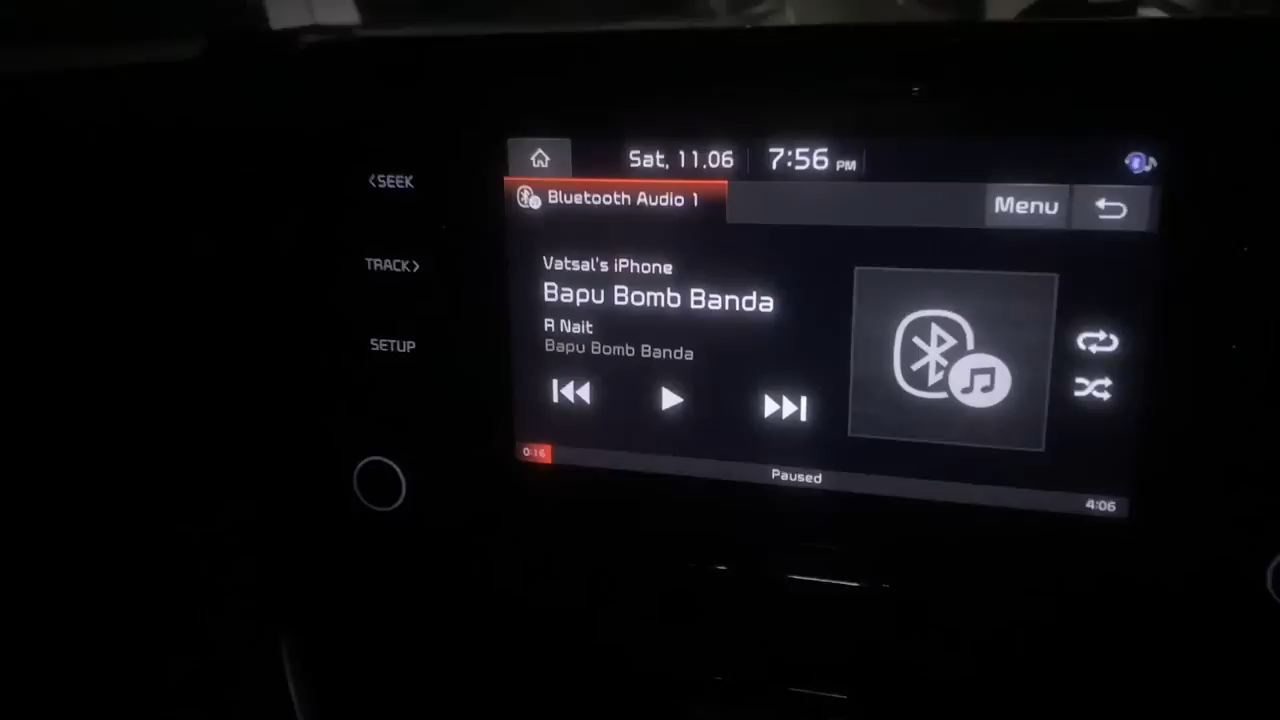 <SEEK
TRACK>
SETUP
Sat, 11.06 7:56 PM
Bluetooth Audio 1
Menu
Vatsal's iPhone
Bapu Bomb Banda
R Nait
Bapu Bomb Banda
0:16
Paused
4:06